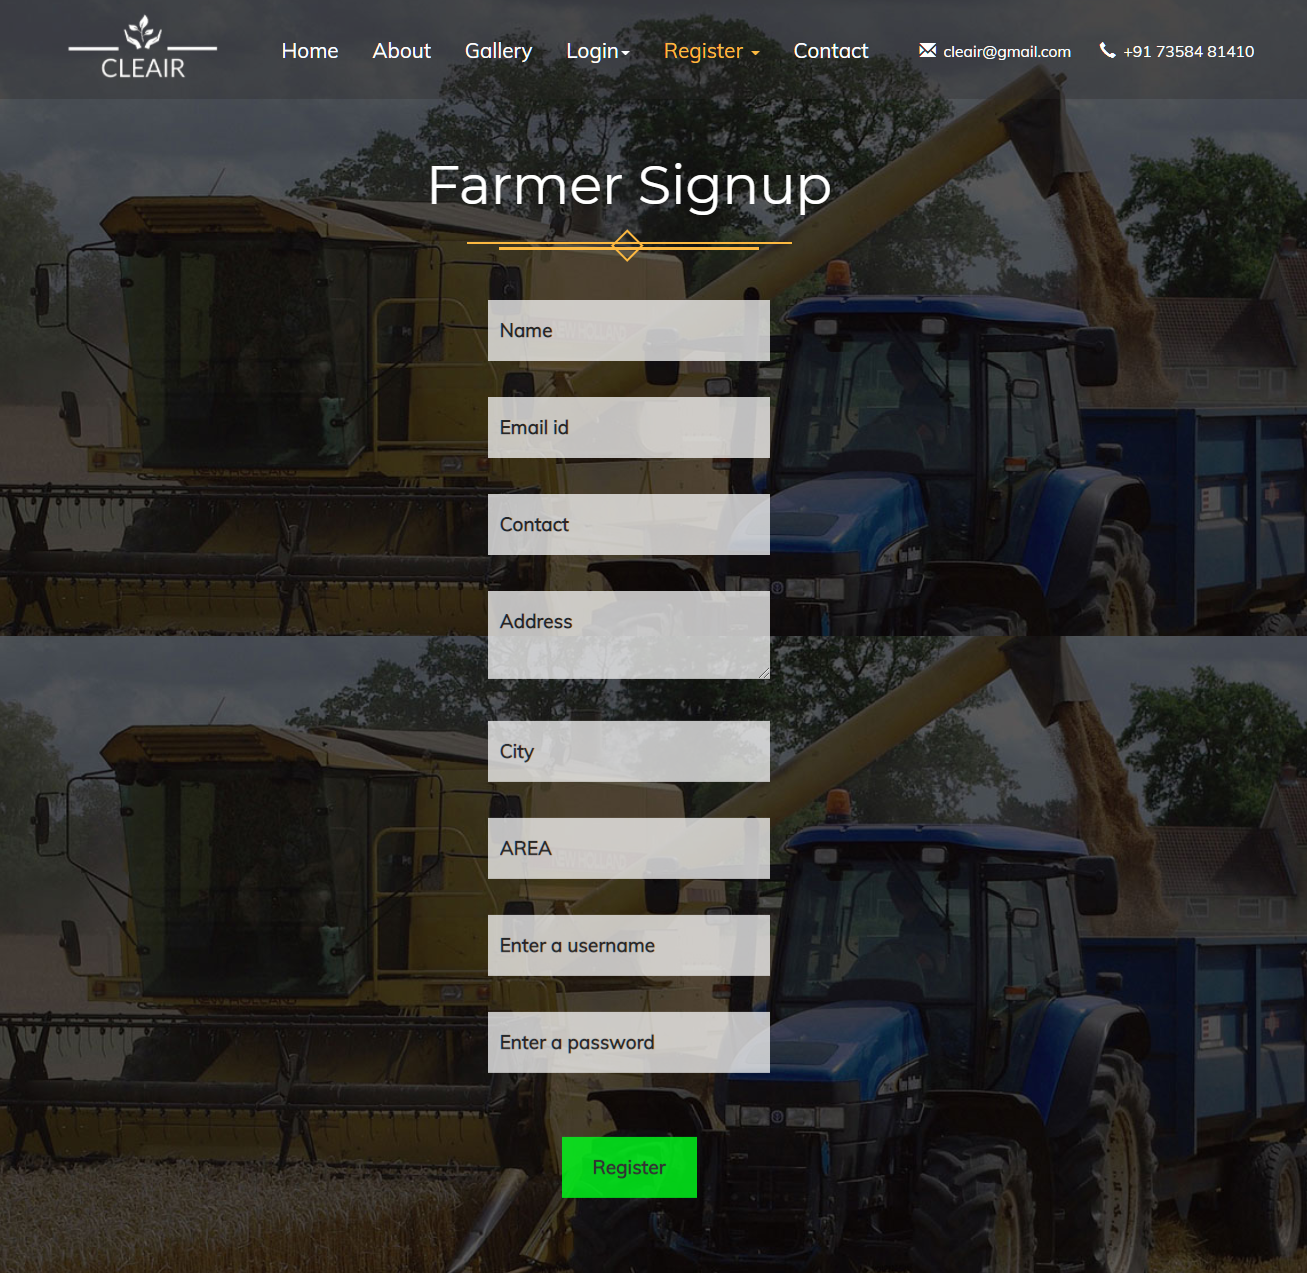 CLEAIR
Home About Gallery Login Register Contact cleair@gmail.com +91 73584 81410
Farmer Signup
Name
Email id
Contact
Address
City
AREA
Enter a username
Enter a password
Register